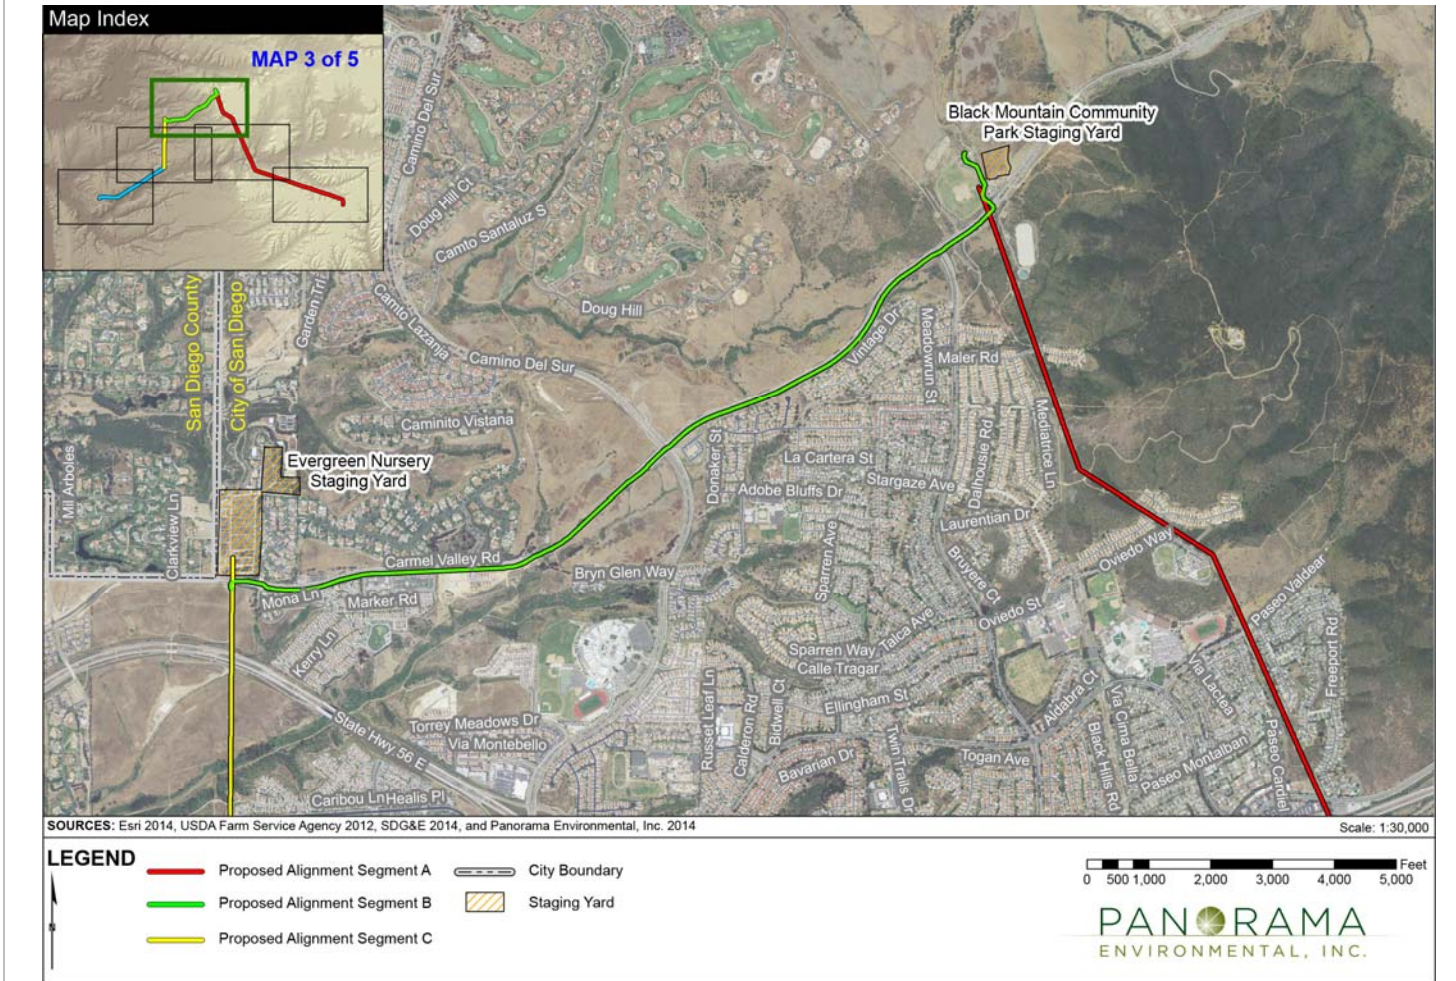 Map Index
MAP 3 of 5
Black Mountain Community
Park Staging Yard
Camino Del Sur
Doug Hill Ct
Camto Santaluz S
Doug Hill
San Diego County
City of San Diego
Garden Trl
Camto Lazanja
Camino Del Sur
Vintage Dr
Meadowrun St
Maler Rd
Caminito Vistana
Evergreen Nursery
Staging Yard
Mil Arboles
Clarkview Ln
Donaker St
La Cartera St
Stargaze Ave
Dalhousie Rd
Mediatrice Ln
Adobe Bluffs Dr
Laurentian Dr
Sparren Ave
Bruyere Ct
Oviedo Way
Carmel Valley Rd
Bryn Glen Way
Mona Ln
Marker Rd
Paseo Valdear
Oviedo St
Talca Ave
Kerry Ln
Sparren Way
Calle Tragar
Freeport Rd
Via Lactea
Aldabra Ct
Ellingham St
Russet Leaf Ln
Calderon Rd
Bidwell Ct
Via Cima Bella
Black Hills Rd
Paseo Montalban
Paseo Cardiel
State Hwy 56 E
Torrey Meadows Dr
Via Montebello
Bavarian Dr
Twin Trails Dr
Togan Ave
Caribou Ln
Healis Pl
SOURCES: Esri 2014, USDA Farm Service Agency 2012, SDG&E 2014, and Panorama Environmental, Inc. 2014
Scale: 1:30,000
LEGEND
Proposed Alignment Segment A
City Boundary
Proposed Alignment Segment B
Staging Yard
Proposed Alignment Segment C
Feet
0 500 1,000 2,000 3,000 4,000 5,000
PANORAMA
ENVIRONMENTAL, INC.